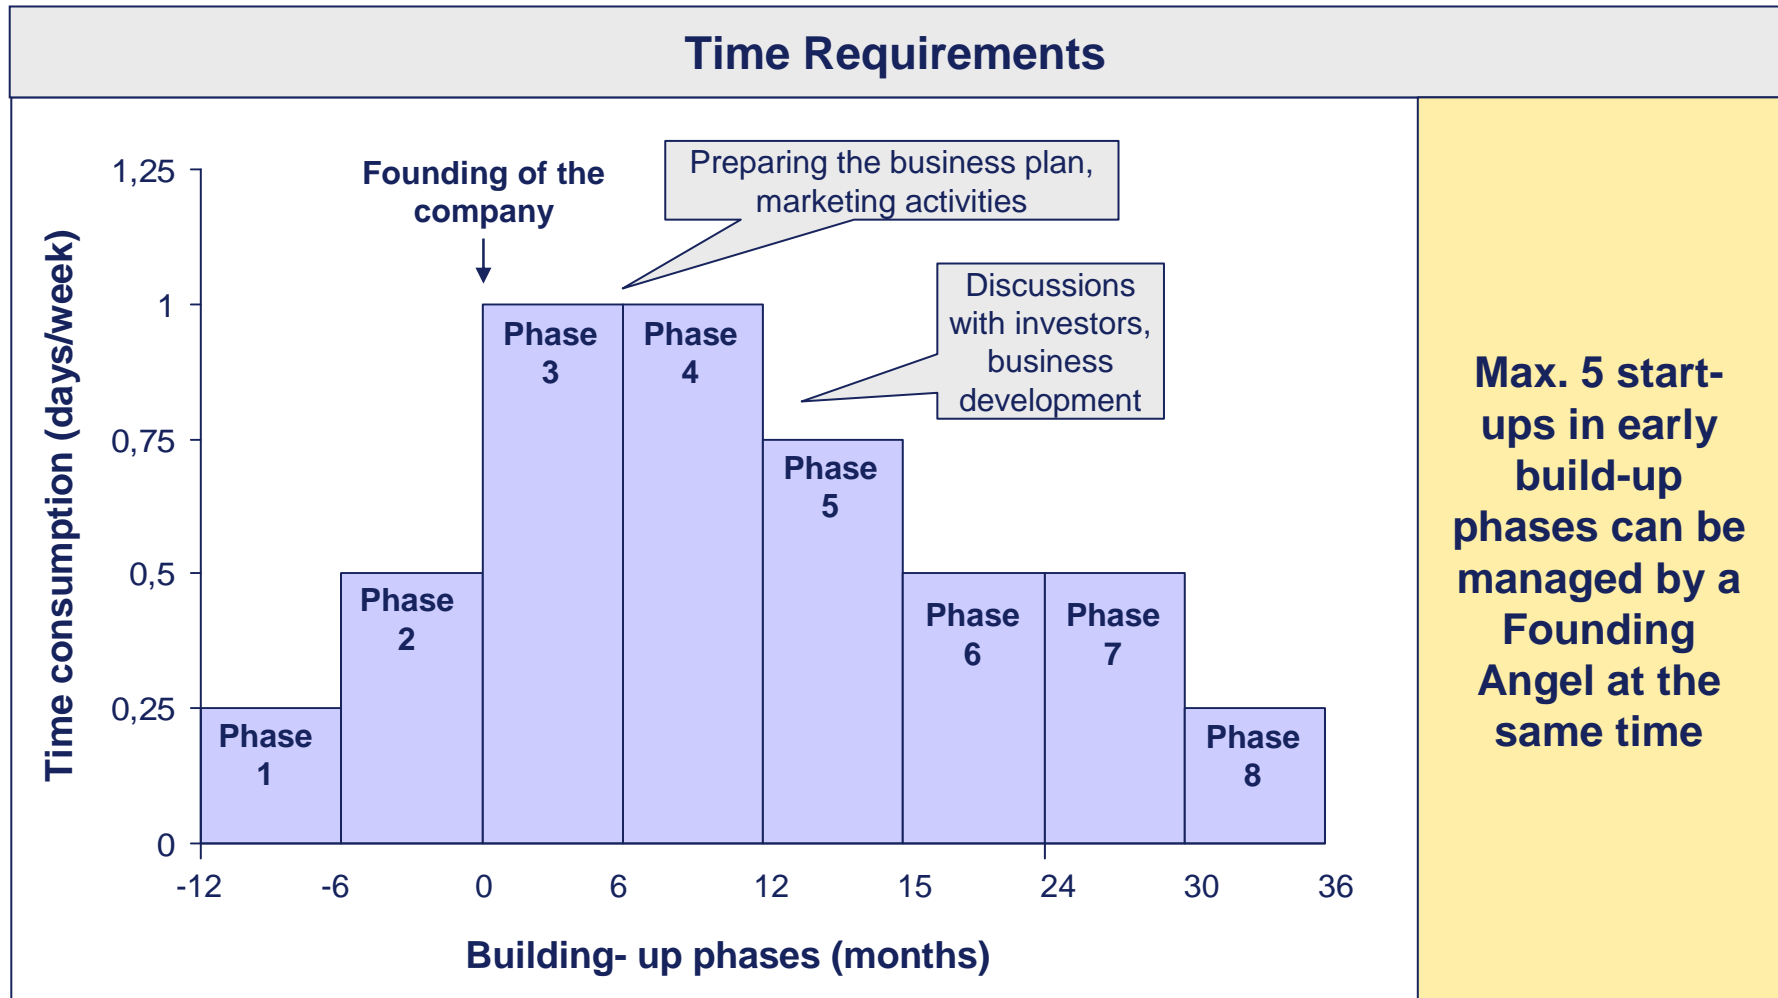 Time Requirements
1,25
1
0,75
0,5
0,25
0
Time consumption (days/week)
Founding of the
company
Preparing the business plan,
marketing activities
Discussions
with investors,
business
development
Phase
1
Phase
2
Phase
3
Phase
4
Phase
5
Phase
6
Phase
7
Phase
8
-12
-6
0
6
12
15
24
30
36
Building- up phases (months)
Max. 5 start-
ups in early
build-up
phases can be
managed by a
Founding
Angel at the
same time